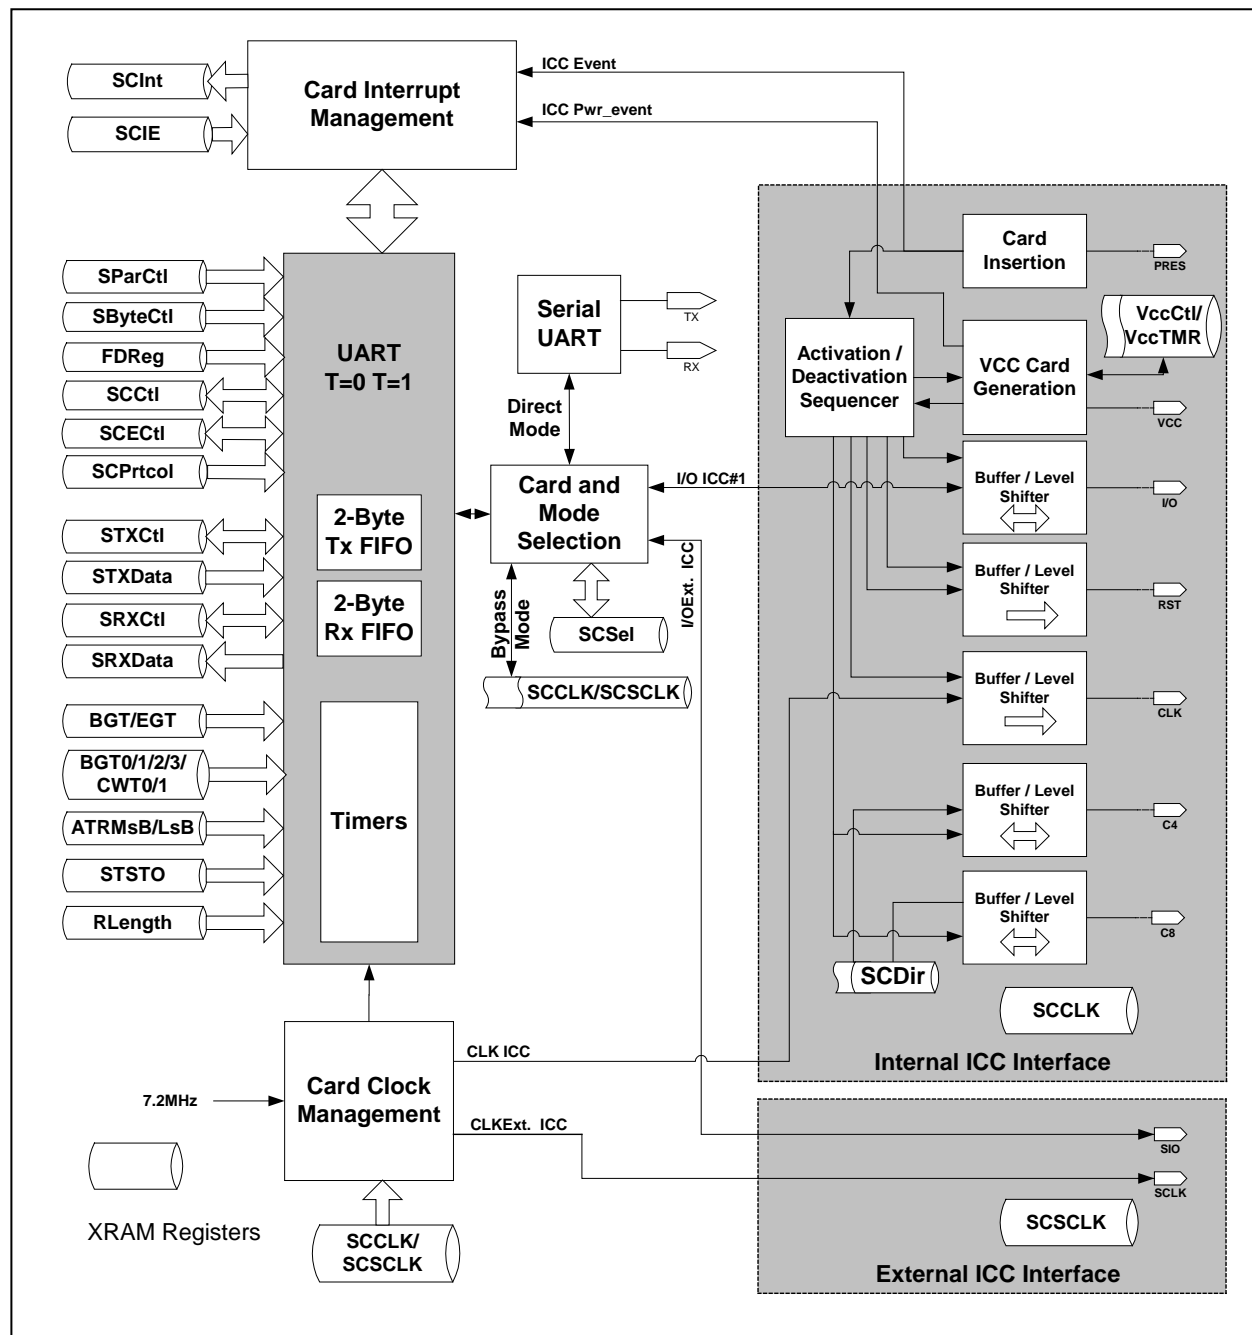 SCInt
SCIE
Card Interrupt
Management
ICC Event
ICC Pwr_event
SParCtl
SByteCtl
FDReg
SCCtl
SCECtl
SCPrtcol
STXCtl
STXData
SRXCtl
SRXData
BGT/EGT
BGT0/1/2/3/
CWT0/1
ATRMsB/LsB
STSTO
RLength
UART
T=0 T=1
2-Byte
Tx FIFO
2-Byte
Rx FIFO
Timers
Serial
UART
TX
RX
Direct
Mode
Card and
Mode
Selection
I/O ICC#1
I/OExt. ICC
Bypass
Mode
SCSel
SCCLK/SCSCLK
Card
Insertion
PRES
VccCtl/
VccTMR
Activation /
Deactivation
Sequencer
VCC Card
Generation
VCC
Buffer / Level
Shifter
I/O
Buffer / Level
Shifter
RST
Buffer / Level
Shifter
CLK
Buffer / Level
Shifter
C4
Buffer / Level
Shifter
C8
SCDir
SCCLK
Internal ICC Interface
Card Clock
Management
7.2MHz
CLK ICC
CLKExt. ICC
SIO
SCLK
SCSCLK
External ICC Interface
XRAM Registers
SCCLK/
SCSCLK